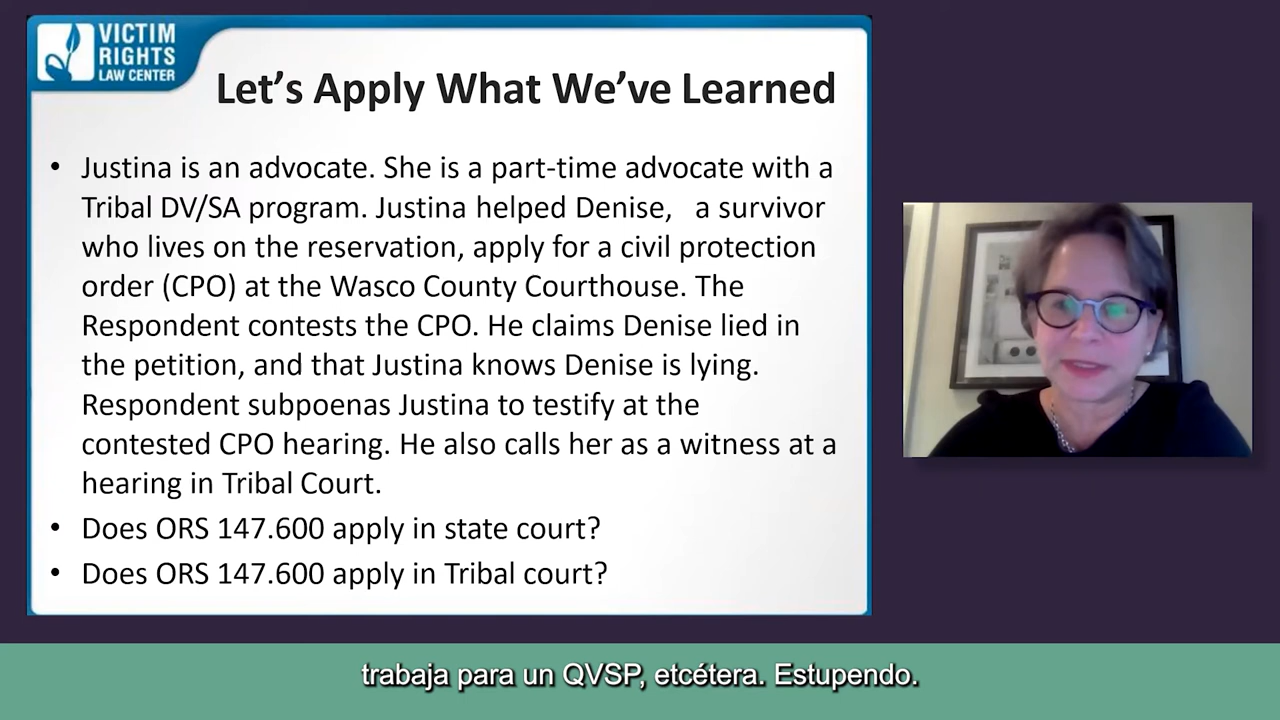 VICTIM
RIGHTS
LAW CENTER
Let's Apply What We've Learned
• Justina is an advocate. She is a part-time advocate with a
Tribal DV/SA program. Justina helped Denise, a survivor
who lives on the reservation, apply for a civil protection
order (CPO) at the Wasco County Courthouse. The
Respondent contests the CPO. He claims Denise lied in
the petition, and that Justina knows Denise is lying.
Respondent subpoenas Justina to testify at the
contested CPO hearing. He also calls her as a witness at a
hearing in Tribal Court.
• Does ORS 147.600 apply in state court?
• Does ORS 147.600 apply in Tribal court?
trabaja para un QVSP, etcétera. Estupendo.